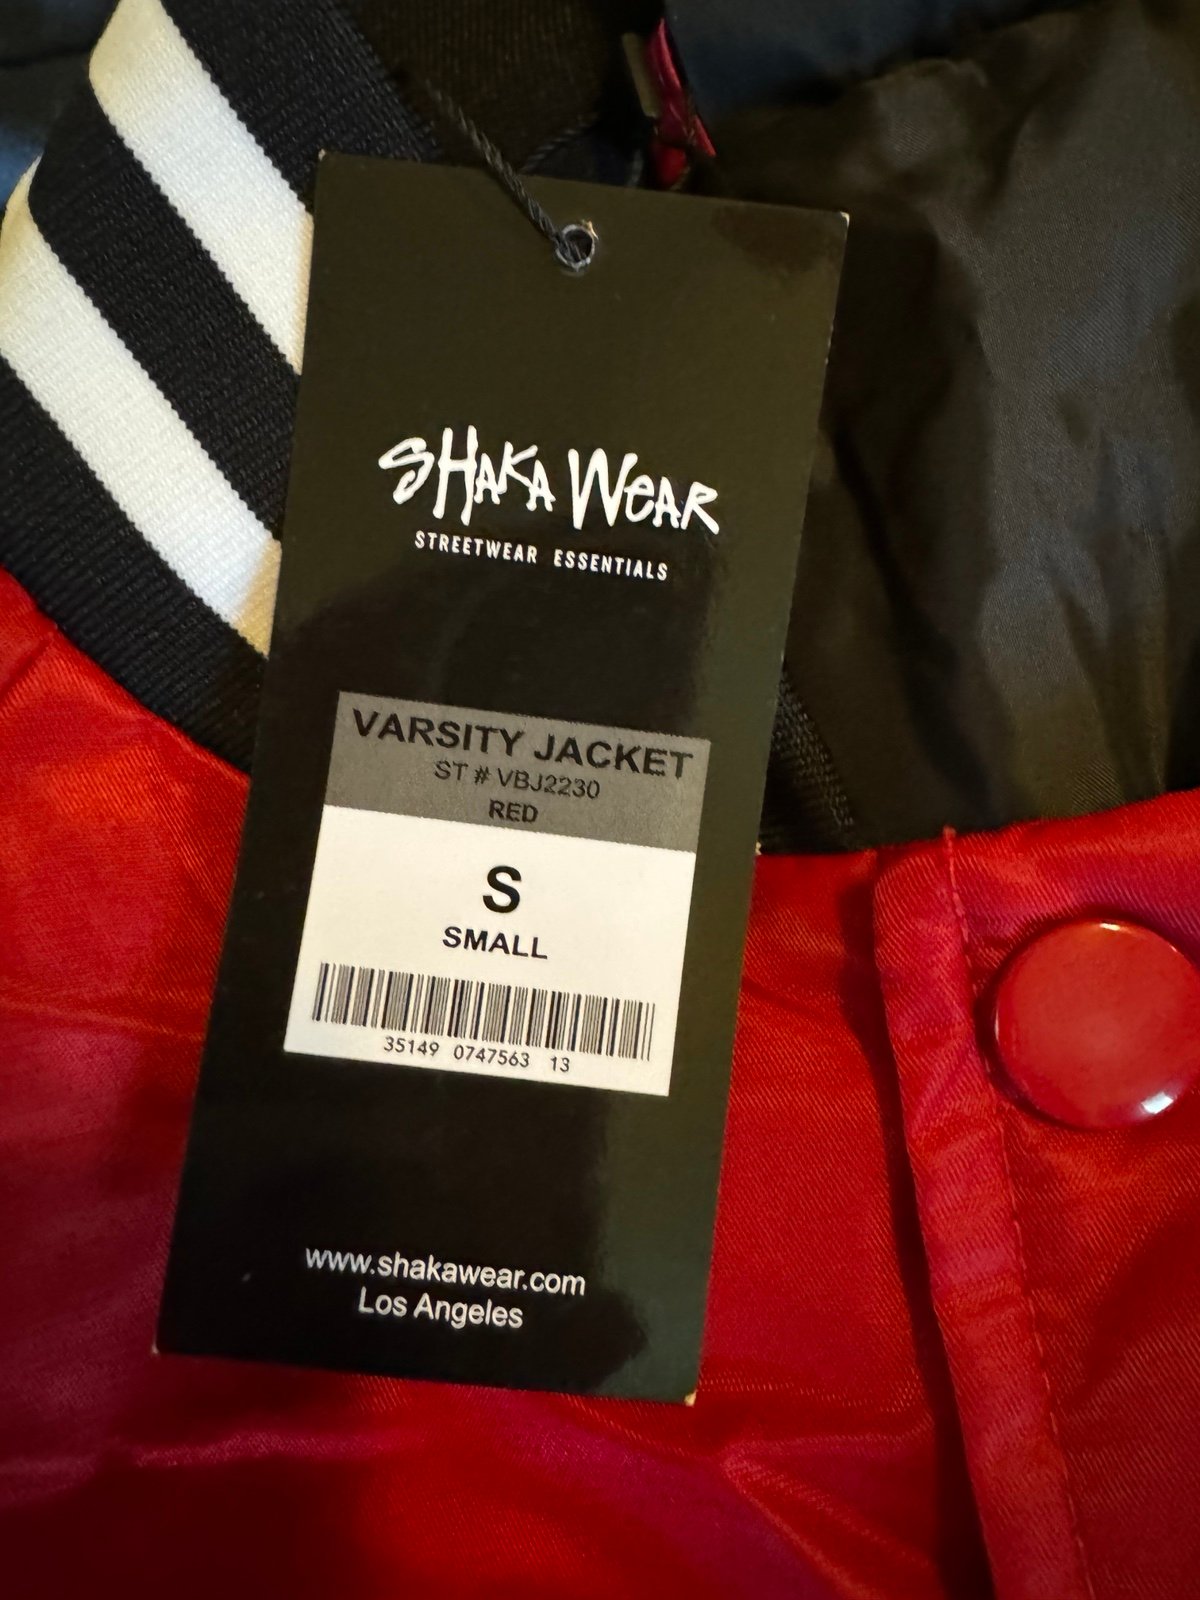 SHAKA WEAR
STREETWEAR ESSENTIALS
VARSITY JACKET
ST # VBJ2230
RED
S
SMALL
35149 0747563 13
www.shakawear.com
Los Angeles